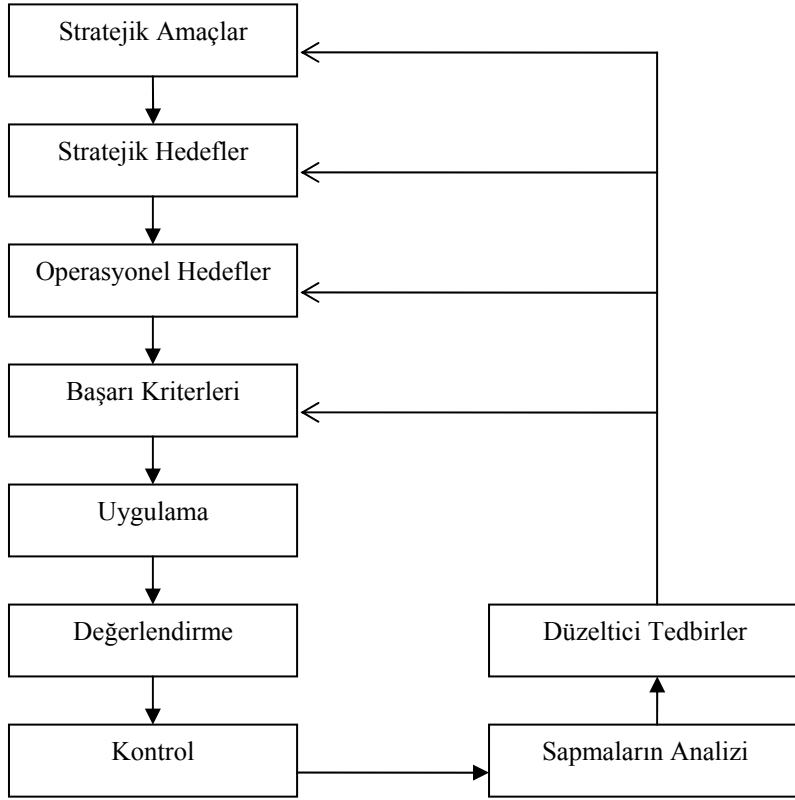 Stratejik Amaçlar
Stratejik Hedefler
Operasyonel Hedefler
Başarı Kriterleri
Uygulama
Değerlendirme
Düzeltici Tedbirler
Kontrol
Sapmaların Analizi